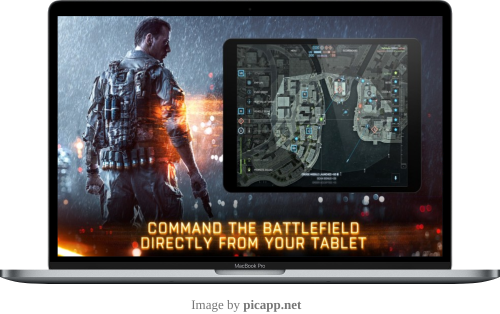 COMMAND THE BATTLEFIELD
DIRECTLY FROM YOUR TABLET
MacBook Pro
Image by picapp.net